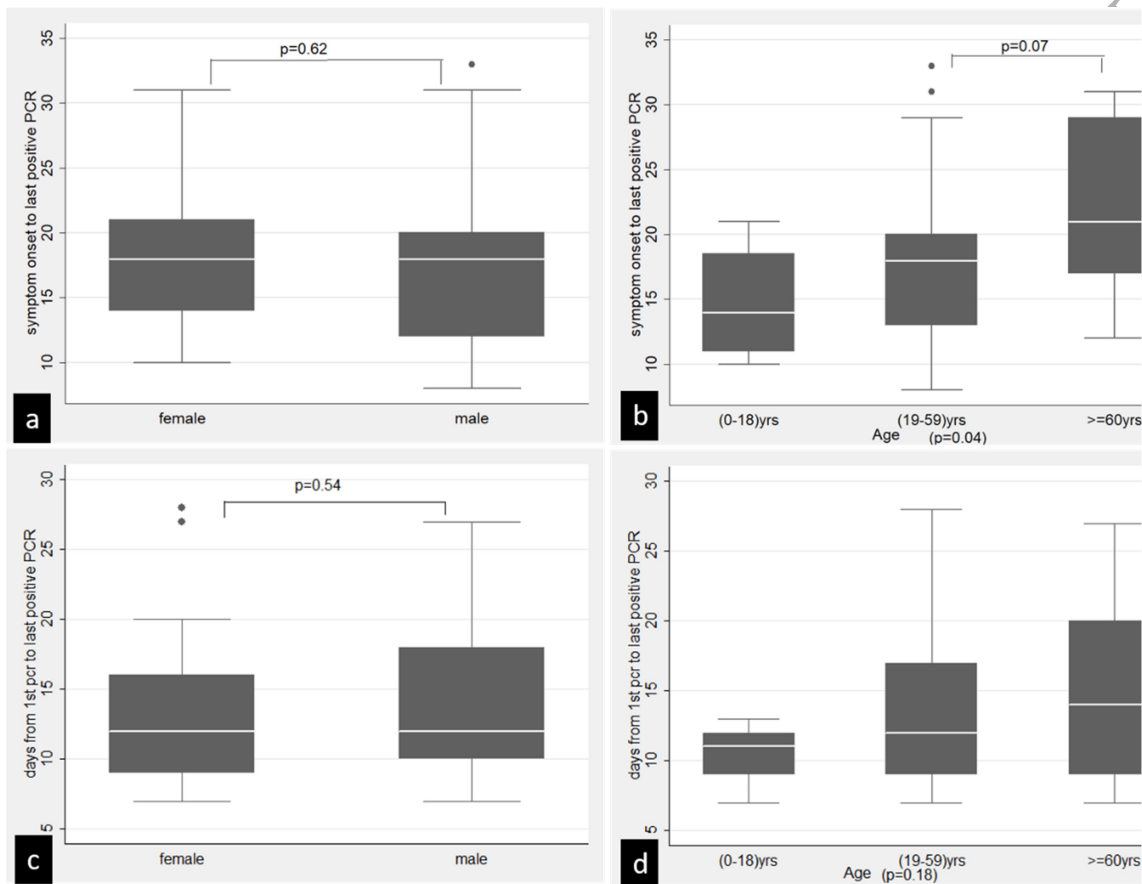 symptom onset to last positive PCR
35
30
25
20
15
10
p=0.62
female
male
a
symptom onset to last positive PCR
35
30
25
20
15
10
p=0.07
(0-18)yrs
(19-59)yrs
>=60yrs
Age (p=0.04)
b
days from 1st pcr to last positive PCR
30
25
20
15
10
5
p=0.54
female
male
c
days from 1st pcr to last positive PCR
30
25
20
15
10
5
(0-18)yrs
(19-59)yrs
>=60yrs
Age (p=0.18)
d